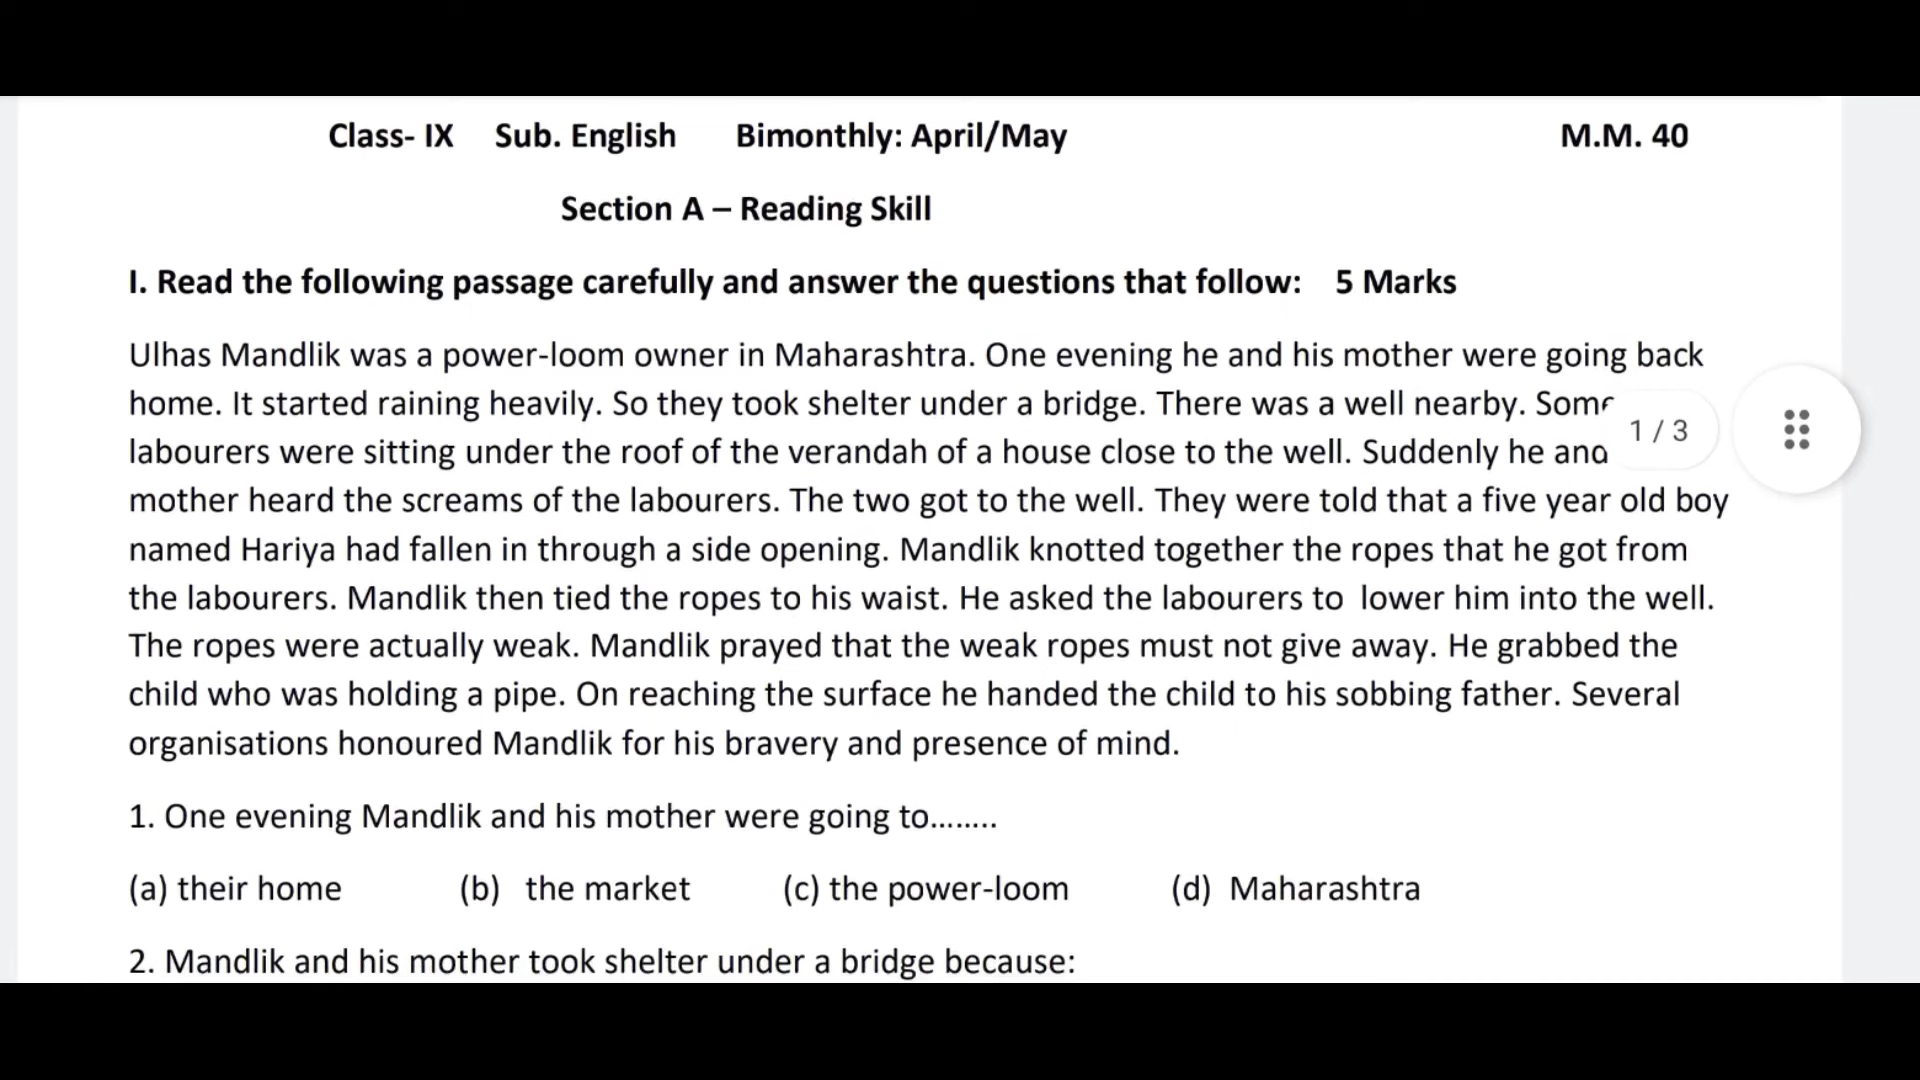 Class- IX Sub. English Bimonthly: April/May M.M. 40
Section A – Reading Skill
I. Read the following passage carefully and answer the questions that follow: 5 Marks
Ulhas Mandlik was a power-loom owner in Maharashtra. One evening he and his mother were going back
home. It started raining heavily. So they took shelter under a bridge. There was a well nearby. Some
labourers were sitting under the roof of the verandah of a house close to the well. Suddenly he and
1 / 3
mother heard the screams of the labourers. The two got to the well. They were told that a five year old boy
named Hariya had fallen in through a side opening. Mandlik knotted together the ropes that he got from
the labourers. Mandlik then tied the ropes to his waist. He asked the labourers to lower him into the well.
The ropes were actually weak. Mandlik prayed that the weak ropes must not give away. He grabbed the
child who was holding a pipe. On reaching the surface he handed the child to his sobbing father. Several
organisations honoured Mandlik for his bravery and presence of mind.
1. One evening Mandlik and his mother were going to........
(a) their home (b) the market (c) the power-loom (d) Maharashtra
2. Mandlik and his mother took shelter under a bridge because: